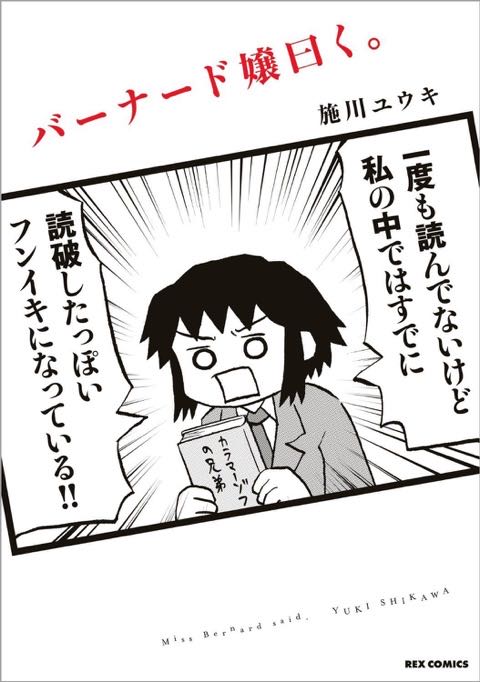 バーナード嬢曰く。
施川ユウキ
一度も読んでないけど
私の中ではすでに
読破したっぽい
フンイキになっている!!
カラマーゾフ
の兄弟
Miss Bernard said. YUKI SHIKAWA
REX COMICS